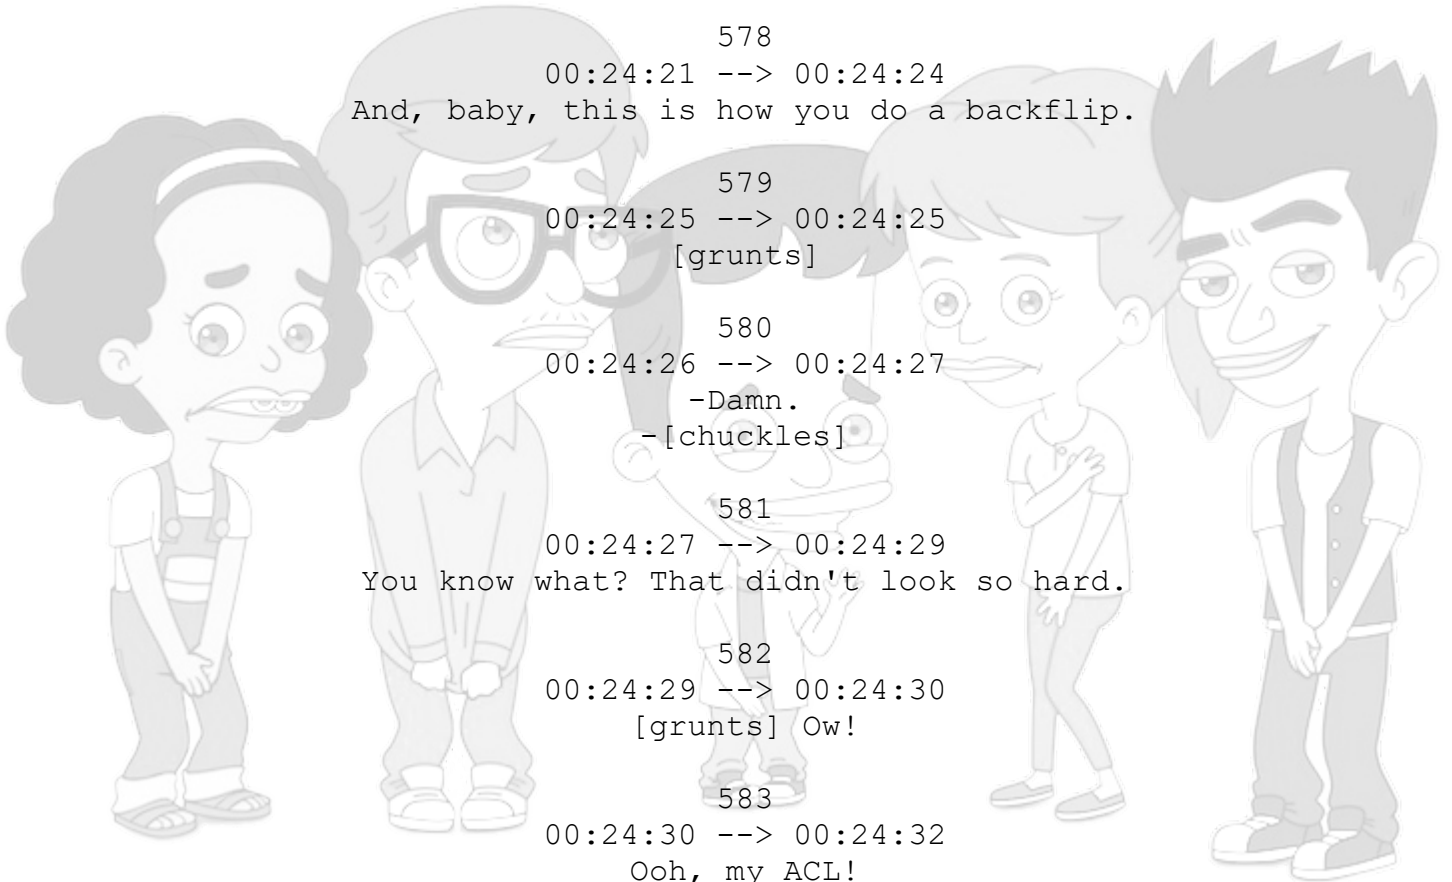 578
00:24:21 --> 00:24:24
And, baby, this is how you do a backflip.
579
00:24:25 --> 00:24:25
[grunts]
580
00:24:26 --> 00:24:27
-Damn.
-[chuckles]
581
00:24:27 --> 00:24:29
You know what? That didn't look so hard.
582
00:24:29 --> 00:24:30
[grunts] Ow!
583
00:24:30 --> 00:24:32
Ooh, my ACL!